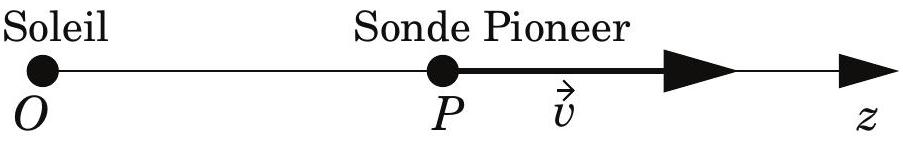 Soleil Sonde Pioneer
O P v⃗ z